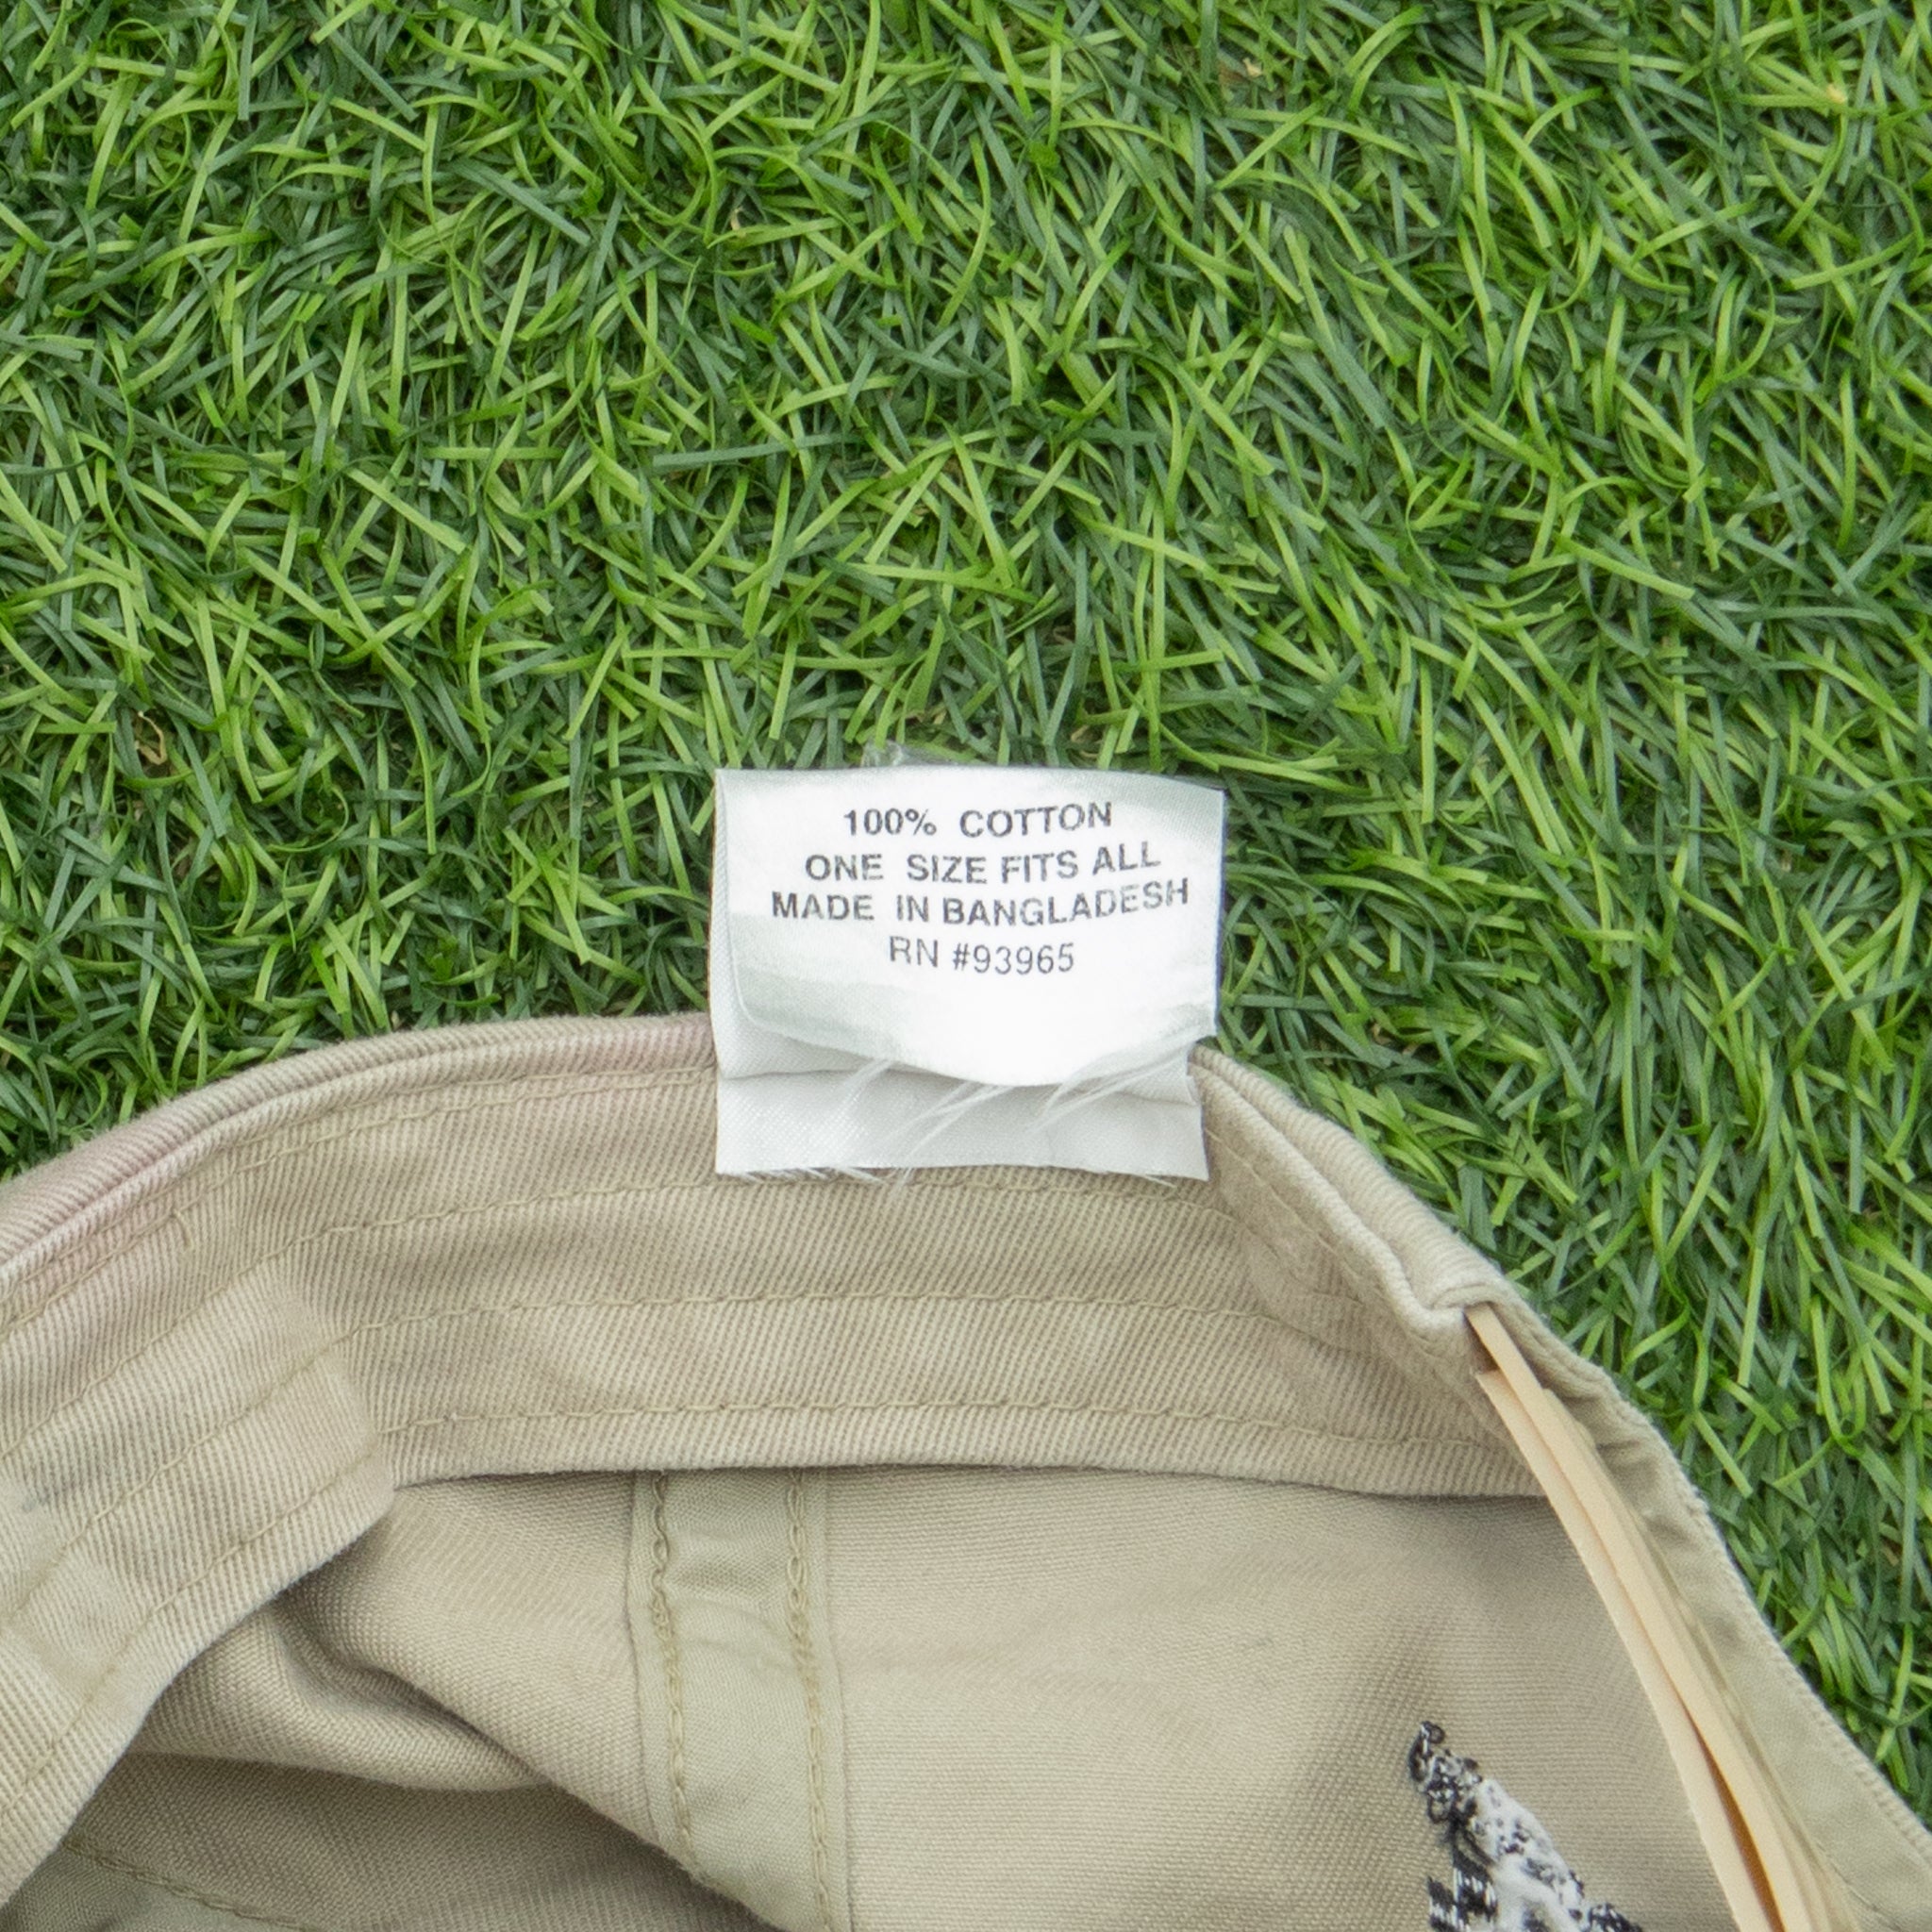 100% COTTON
ONE SIZE FITS ALL
MADE IN BANGLADESH
RN #93965